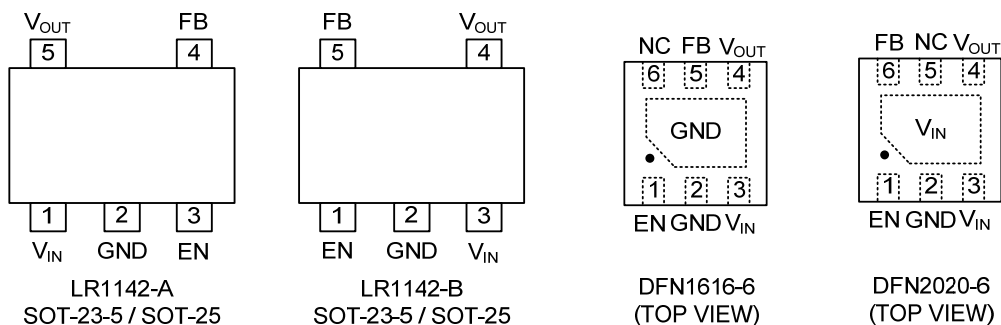 VOUT FB
5 4
1 2 3
VIN GND EN
LR1142-A
SOT-23-5 / SOT-25
FB VOUT
5 4
1 2 3
EN GND VIN
LR1142-B
SOT-23-5 / SOT-25
NC FB VOUT
6 5 4
GND
1 2 3
EN GND VIN
DFN1616-6
(TOP VIEW)
FB NC VOUT
6 5 4
VIN
1 2 3
EN GND VIN
DFN2020-6
(TOP VIEW)